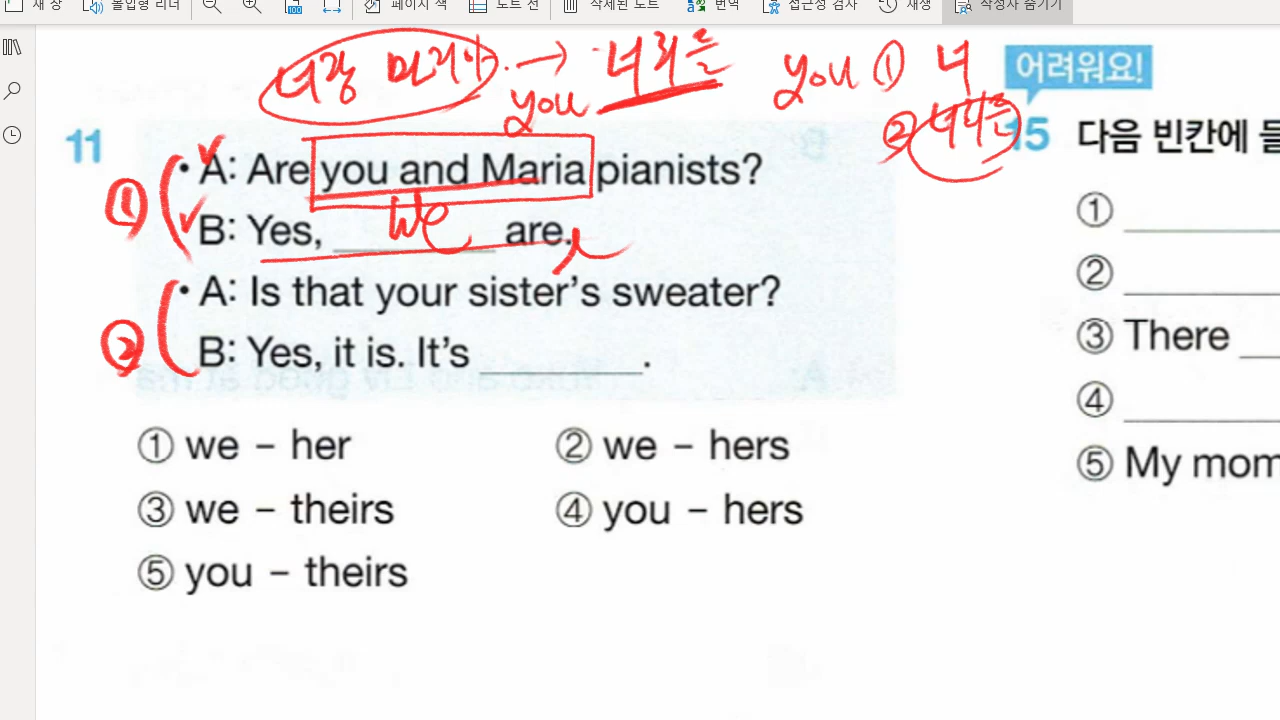 새 창 몰입형 리더 페이지 색 노트 선 삭제된 노트 번역 접근성 검사 재생 작성자 숨기기
너랑 마리아 → 너희들 you ① 너
you ② 너희들
어려워요!
11
① • A: Are you and Maria pianists?
B: Yes, we are.
② • A: Is that your sister's sweater?
B: Yes, it is. It's ________.
① we – her ② we – hers
③ we – theirs ④ you – hers
⑤ you – theirs
15 다음 빈칸에 들
①
②
③ There
④
⑤ My mom